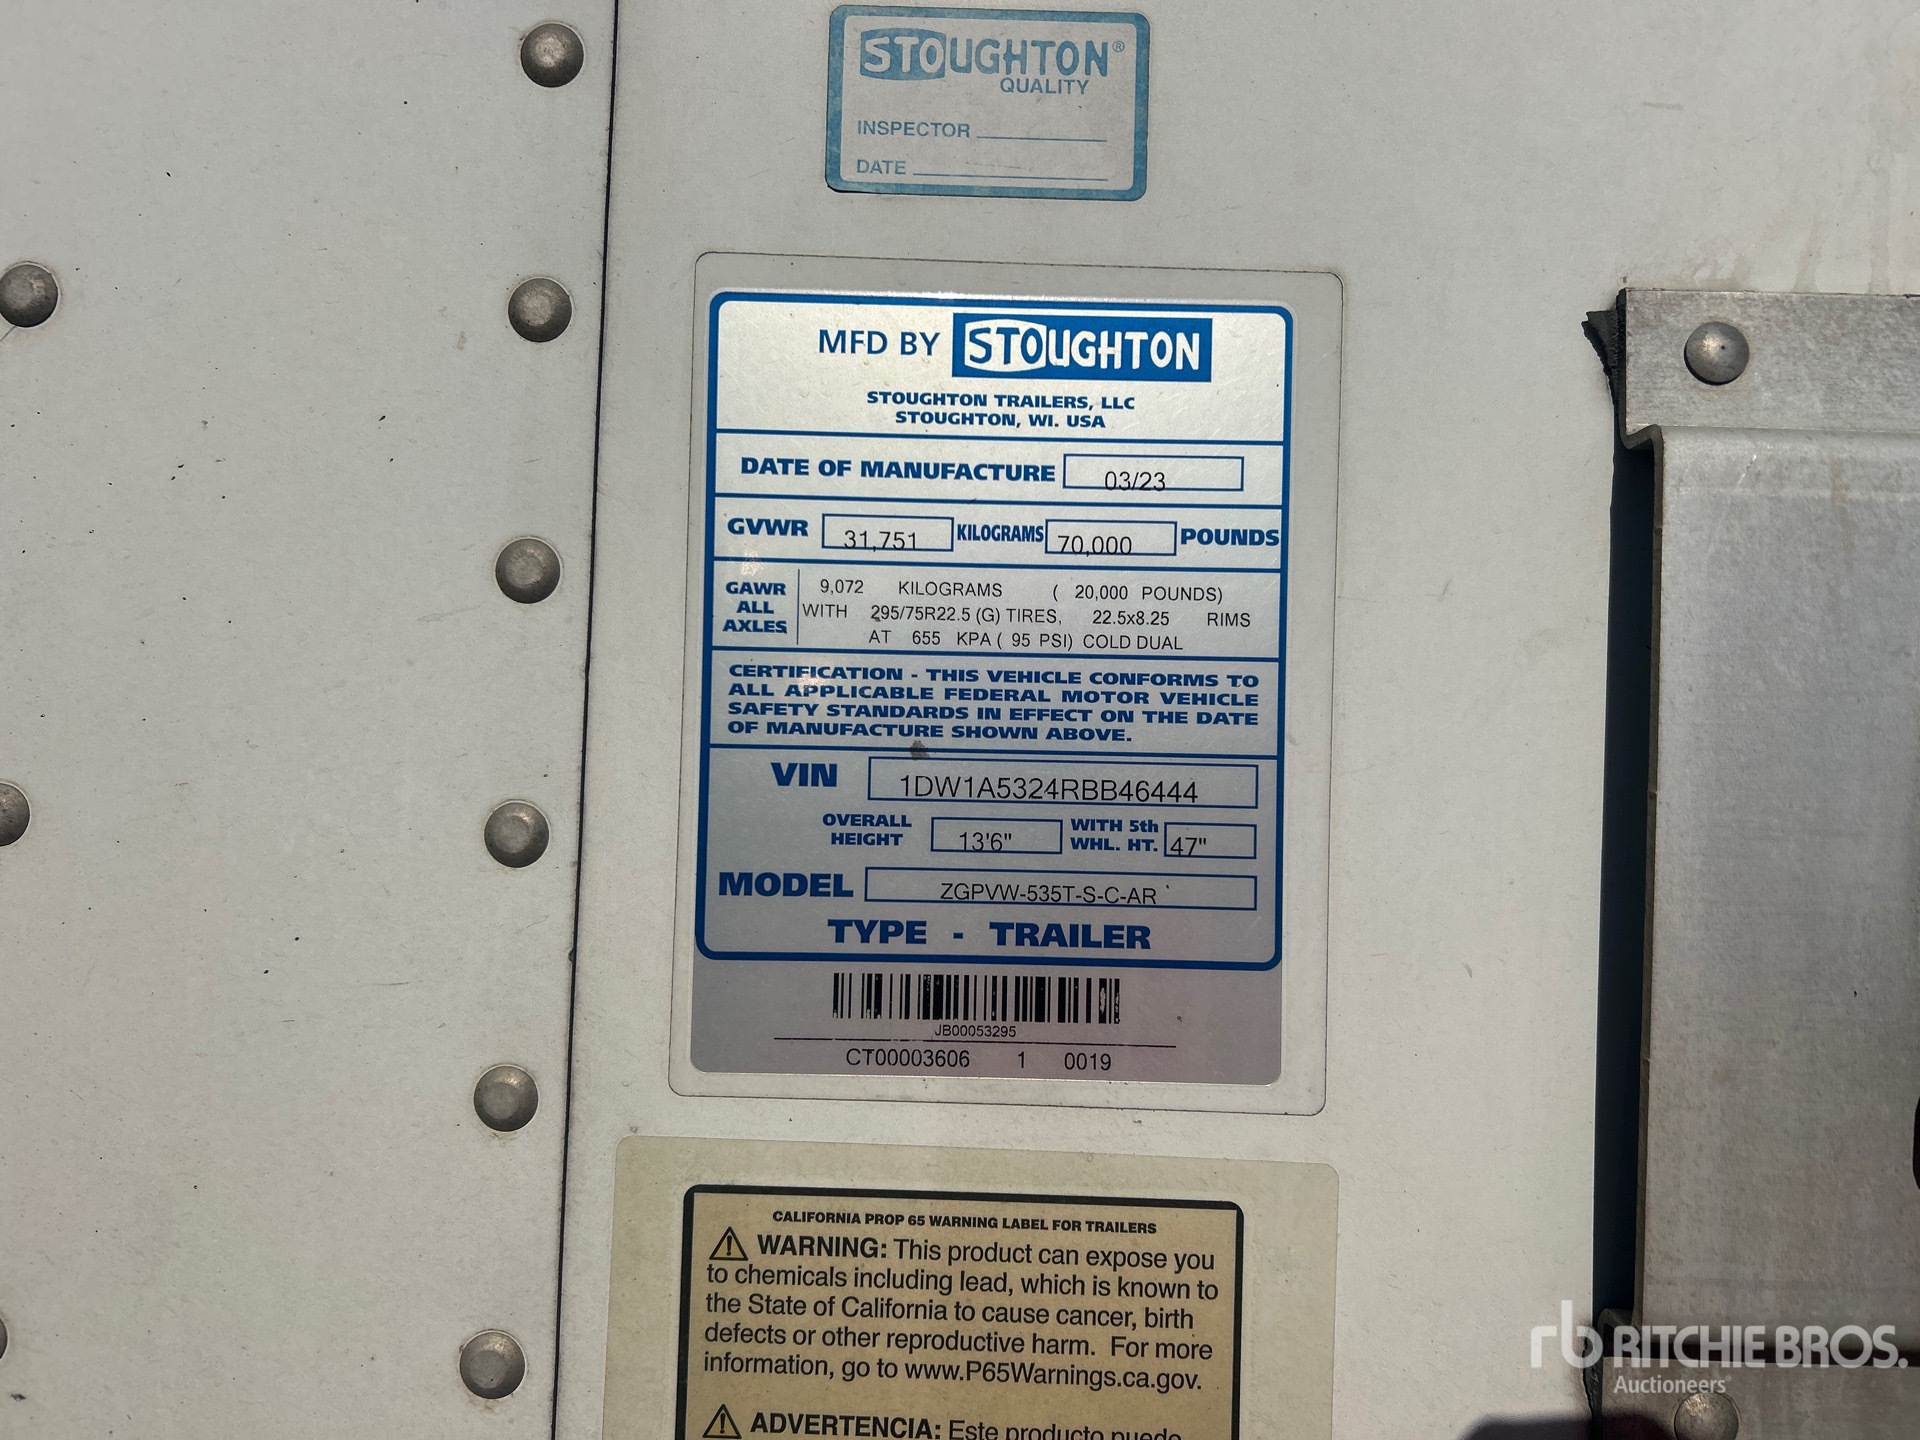 STOUGHTON®
QUALITY
INSPECTOR
DATE
MFD BY STOUGHTON
STOUGHTON TRAILERS, LLC
STOUGHTON, WI. USA
DATE OF MANUFACTURE 03/23
GVWR 31,751 KILOGRAMS 70,000 POUNDS
GAWR ALL AXLES
9,072 KILOGRAMS ( 20,000 POUNDS)
WITH 295/75R22.5 (G) TIRES, 22.5x8.25 RIMS
AT 655 KPA ( 95 PSI) COLD DUAL
CERTIFICATION - THIS VEHICLE CONFORMS TO
ALL APPLICABLE FEDERAL MOTOR VEHICLE
SAFETY STANDARDS IN EFFECT ON THE DATE
OF MANUFACTURE SHOWN ABOVE.
VIN 1DW1A5324RBB46444
OVERALL HEIGHT 13'6" WITH 5th WHL. HT. 47"
MODEL ZGPVW-535T-S-C-AR
TYPE - TRAILER
JB00053295
CT00003606 1 0019
CALIFORNIA PROP 65 WARNING LABEL FOR TRAILERS
WARNING: This product can expose you
to chemicals including lead, which is known to
the State of California to cause cancer, birth
defects or other reproductive harm. For more
information, go to www.P65Warnings.ca.gov.
ADVERTENCIA: Este producto puede
rb RITCHIE BROS.
Auctioneers